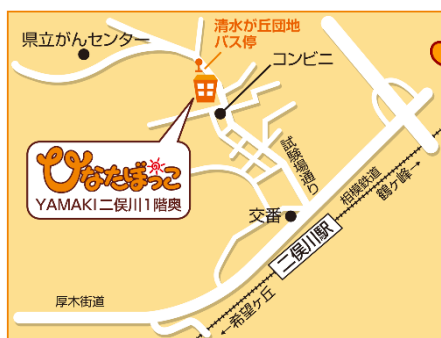 清水が丘団地
バス停
県立がんセンター
コンビニ
ひなたぼっこ
YAMAKI二俣川1階奥
試験場通り
交番
相模鉄道
鶴ヶ峰→
二俣川駅
厚木街道
←希望ヶ丘